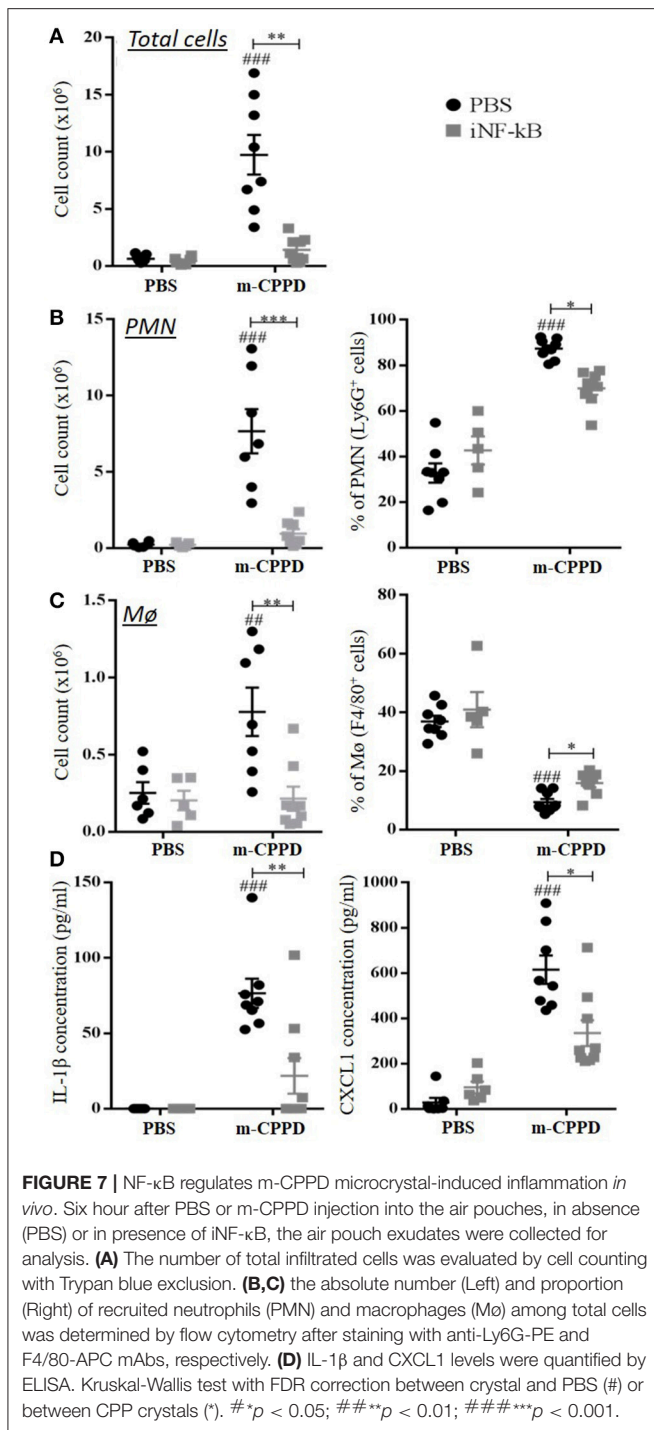 A Total cells
Cell count (x10⁶)
20
15
10
5
0
###
**
PBS
m-CPPD
PBS
iNF-kB
B PMN
Cell count (x10⁶)
15
10
5
0
###
***
PBS
m-CPPD
% of PMN (Ly6G⁺ cells)
100
80
60
40
20
0
###
*
PBS
m-CPPD
C Mø
Cell count (x10⁶)
1.5
1.0
0.5
0.0
##
**
PBS
m-CPPD
% of Mø (F4/80⁺ cells)
80
60
40
20
0
###
*
PBS
m-CPPD
D
IL-1β concentration (pg/ml)
150
100
50
0
###
**
PBS
m-CPPD
CXCL1 concentration (pg/ml)
1000
800
600
400
200
0
###
*
PBS
m-CPPD
FIGURE 7 | NF-κB regulates m-CPPD microcrystal-induced inflammation in
vivo. Six hour after PBS or m-CPPD injection into the air pouches, in absence
(PBS) or in presence of iNF-κB, the air pouch exudates were collected for
analysis. (A) The number of total infiltrated cells was evaluated by cell counting
with Trypan blue exclusion. (B,C) the absolute number (Left) and proportion
(Right) of recruited neutrophils (PMN) and macrophages (Mø) among total cells
was determined by flow cytometry after staining with anti-Ly6G-PE and
F4/80-APC mAbs, respectively. (D) IL-1β and CXCL1 levels were quantified by
ELISA. Kruskal-Wallis test with FDR correction between crystal and PBS (#) or
between CPP crystals (*). #*p < 0.05; ##**p < 0.01; ###***p < 0.001.